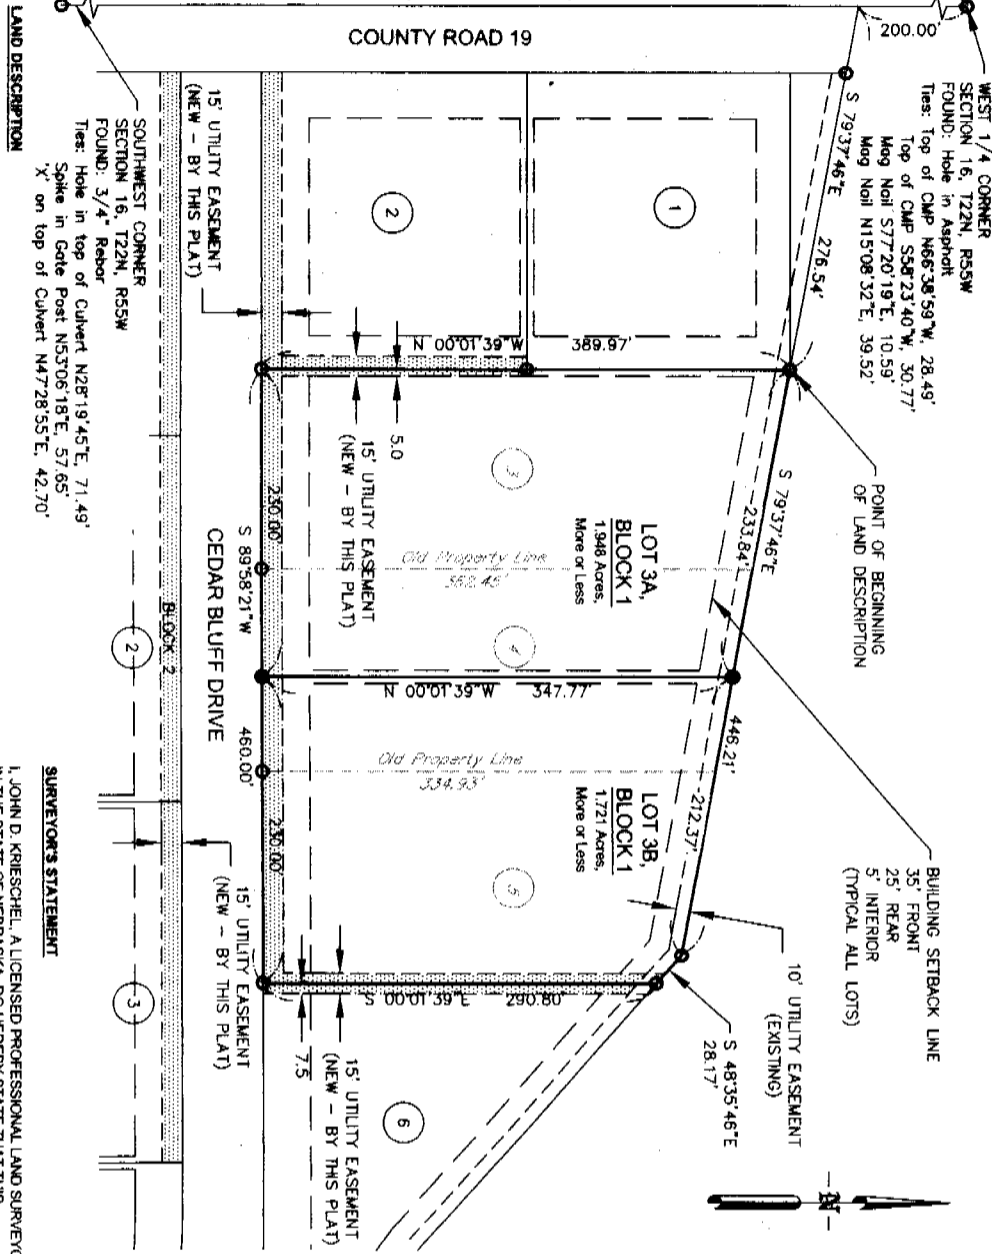 COUNTY ROAD 19
200.00'
WEST 1/4 CORNER
SECTION 16, T22N, R55W
FOUND: Hole in Asphalt
Ties: Top of CMP N66°38'59"W, 28.49'
Top of CMP S58°23'40"W, 30.77'
Mag Nail S77°20'19"E, 10.59'
Mag Nail N15°08'32"E, 39.52'
S 79°37'46"E
276.54'
1
2
N 00°01'39"W 389.97'
15' UTILITY EASEMENT
(NEW - BY THIS PLAT)
5.0
15' UTILITY EASEMENT
(NEW - BY THIS PLAT)
POINT OF BEGINNING
OF LAND DESCRIPTION
S 79°37'46"E
233.84'
446.21'
212.37'
3
LOT 3A,
BLOCK 1
1.948 Acres,
More or Less
Old Property Line
362.45'
4
N 00°01'39"W 347.77'
Old Property Line
334.93'
LOT 3B,
BLOCK 1
1.721 Acres,
More or Less
5
BUILDING SETBACK LINE
35' FRONT
25' REAR
5' INTERIOR
(TYPICAL ALL LOTS)
10' UTILITY EASEMENT
(EXISTING)
S 48°35'46"E
28.17'
S 00°01'39"E 290.80'
7.5
15' UTILITY EASEMENT
(NEW - BY THIS PLAT)
6
N
230.00'
S 89°58'21"W
460.00'
230.00'
CEDAR BLUFF DRIVE
15' UTILITY EASEMENT
(NEW - BY THIS PLAT)
BLOCK 2
2
3
SOUTHWEST CORNER
SECTION 16, T22N, R55W
FOUND: 3/4" Rebar
Ties: Hole in top of Culvert N28°19'45"E, 71.49'
Spike in Gate Post N53°06'18"E, 57.65'
'X' on top of Culvert N47°28'55"E, 42.70'
LAND DESCRIPTION
SURVEYOR'S STATEMENT
I, JOHN D. KRIESCHEL, A LICENSED PROFESSIONAL LAND
IN THE STATE OF NEBRASKA, DO HEREBY STATE THAT THIS